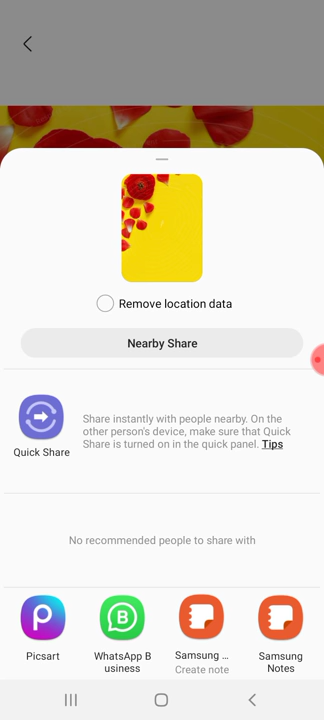 Remove location data
Nearby Share
Share instantly with people nearby. On the
other person's device, make sure that Quick
Share is turned on in the quick panel. Tips
Quick Share
No recommended people to share with
Picsart
WhatsApp B
usiness
Samsung ...
Create note
Samsung
Notes